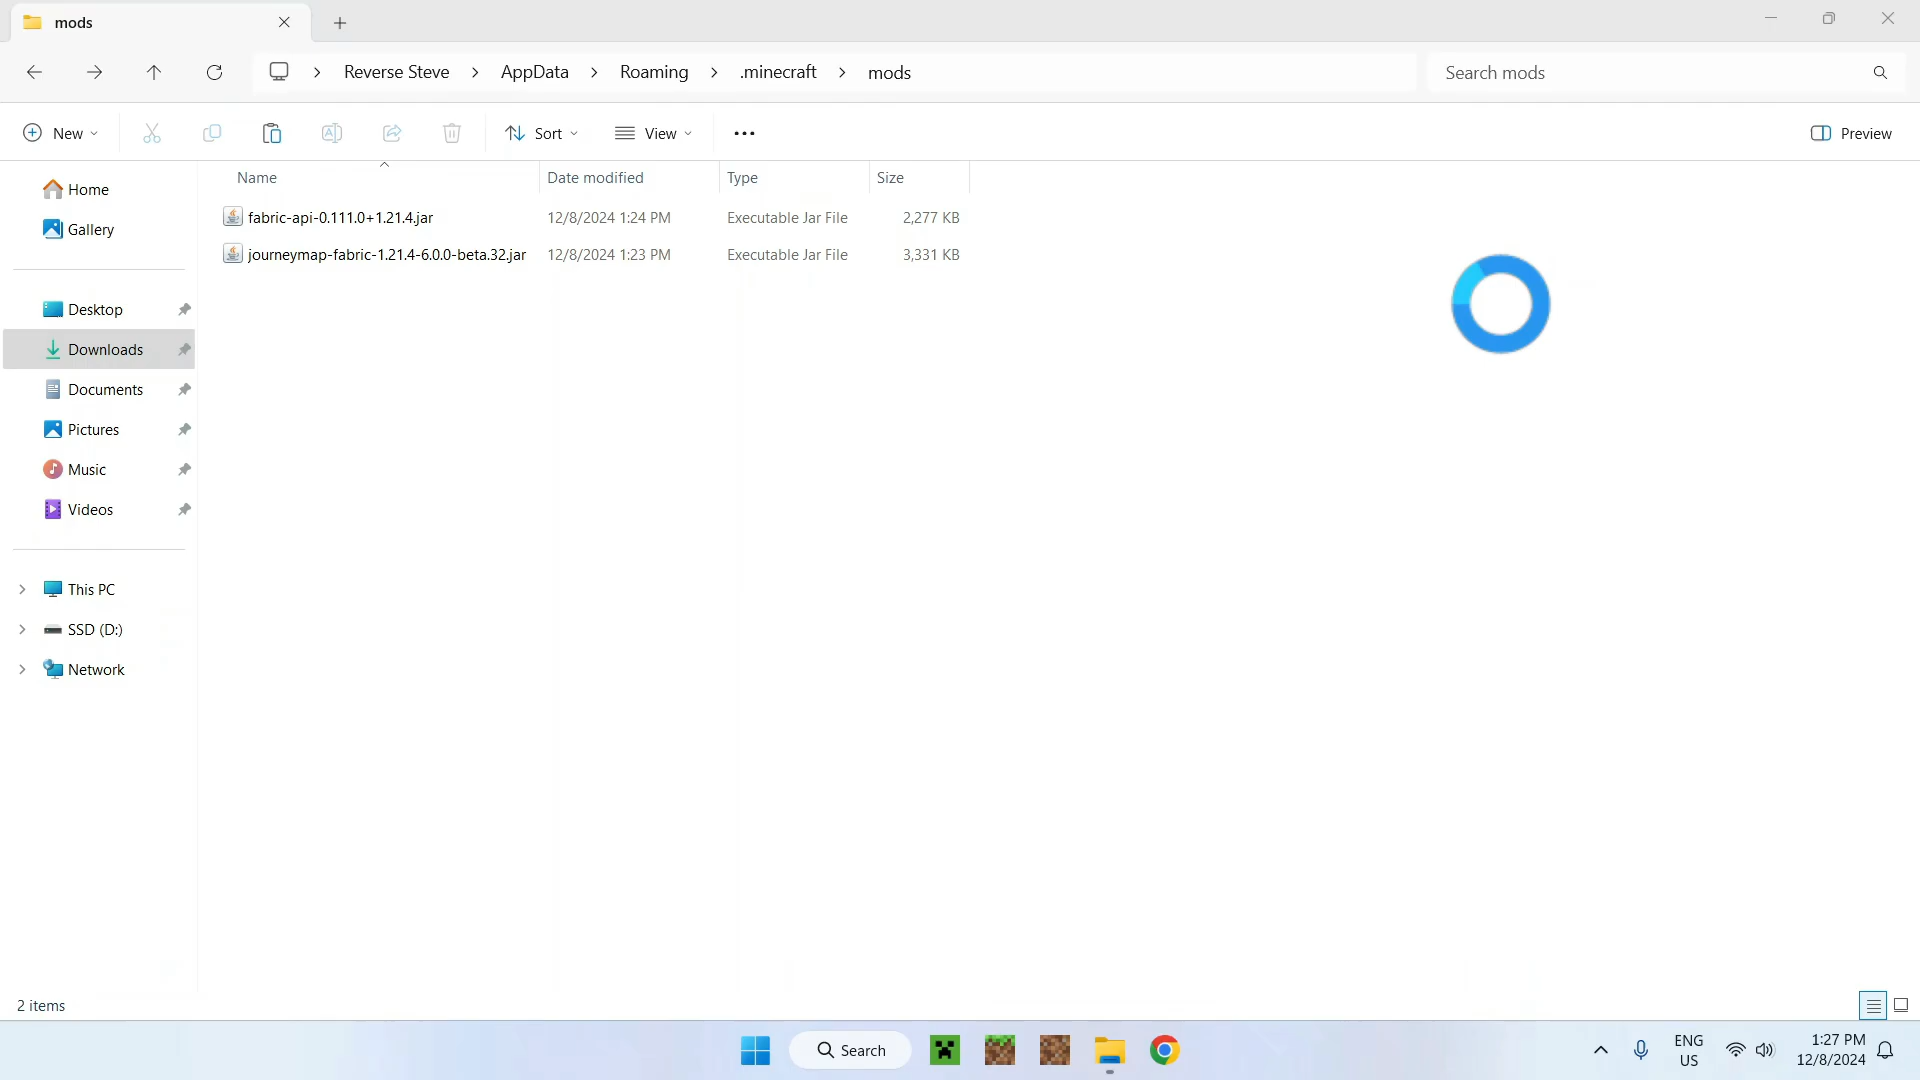 mods
Reverse Steve > AppData > Roaming > .minecraft > mods
Search mods
New
Sort
View
Preview
Name Date modified Type Size
fabric-api-0.111.0+1.21.4.jar 12/8/2024 1:24 PM Executable Jar File 2,277 KB
journeymap-fabric-1.21.4-6.0.0-beta.32.jar 12/8/2024 1:23 PM Executable Jar File 3,331 KB
Home
Gallery
Desktop
Downloads
Documents
Pictures
Music
Videos
This PC
SSD (D:)
Network
2 items
Search
ENG
US
1:27 PM
12/8/2024